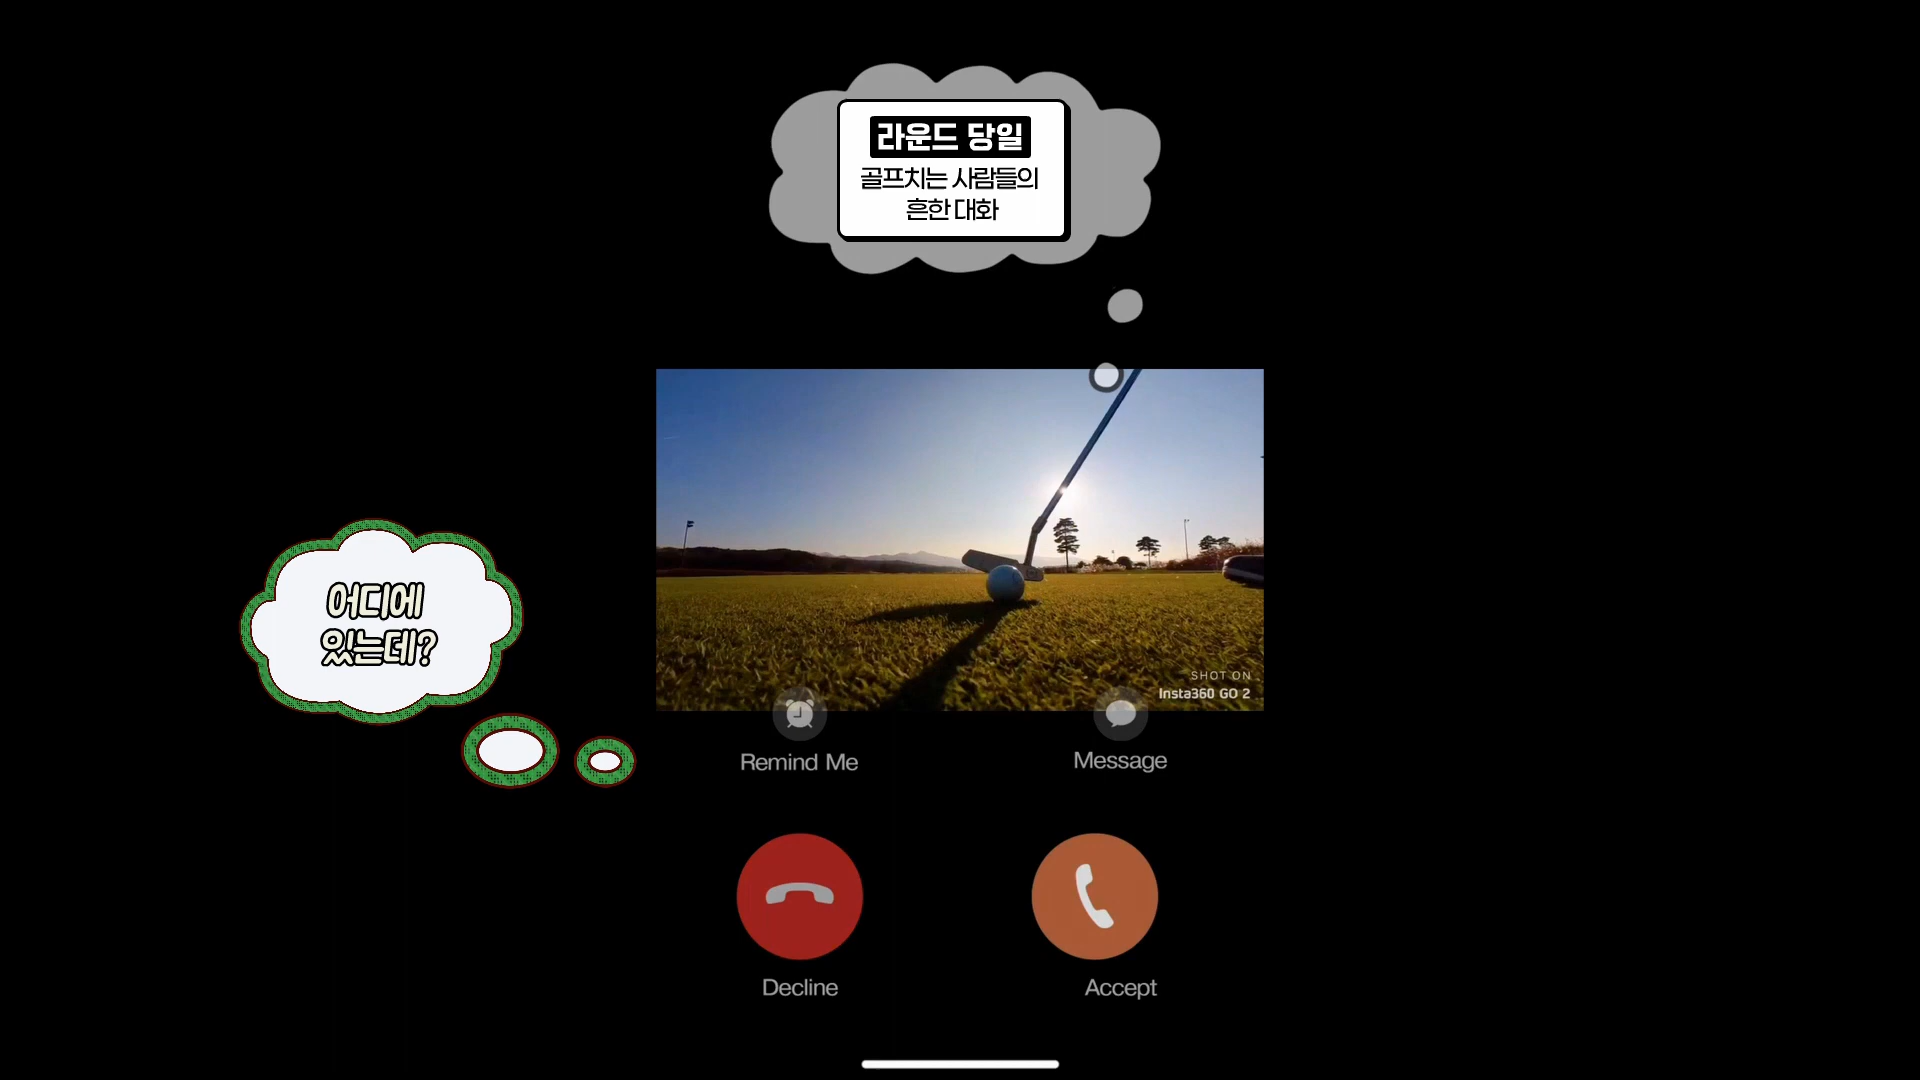 라운드 당일
골프치는 사람들의
흔한 대화
어디에
있는데?
SHOT ON
Insta360 GO 2
Remind Me
Message
Decline
Accept